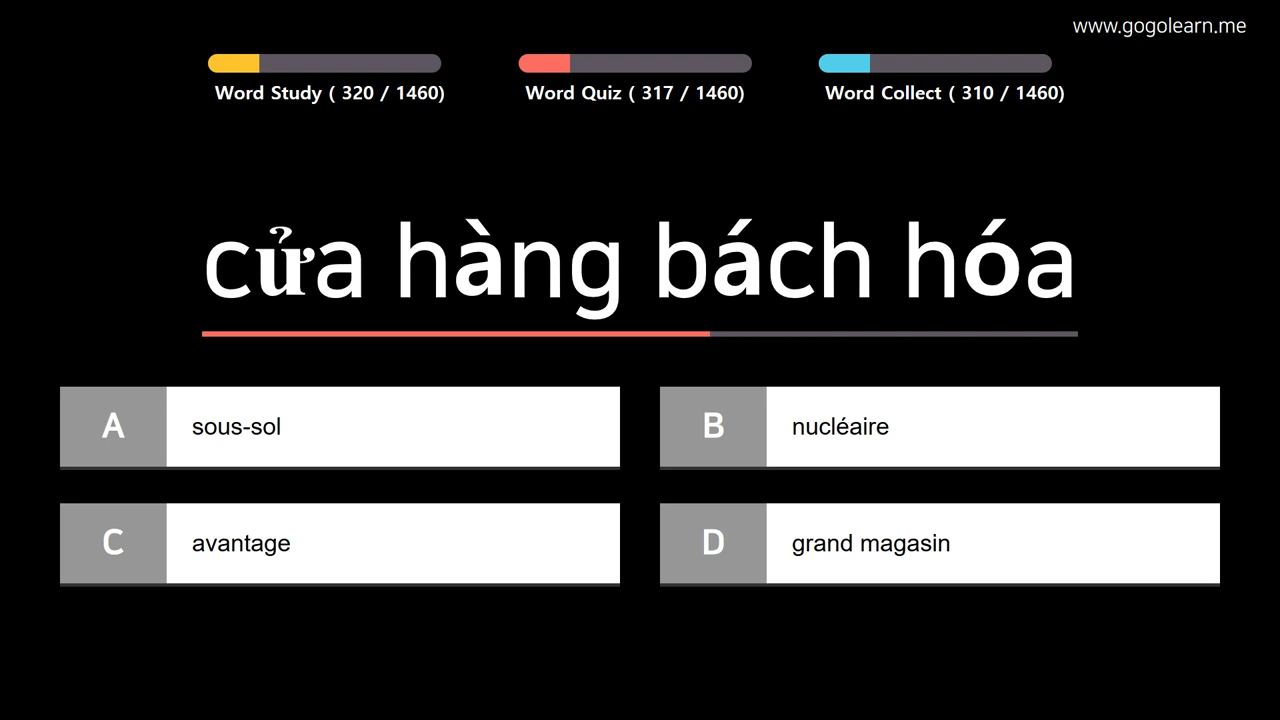 www.gogolearn.me
Word Study ( 320 / 1460)
Word Quiz ( 317 / 1460)
Word Collect ( 310 / 1460)
cửa hàng bách hóa
A sous-sol
B nucléaire
C avantage
D grand magasin